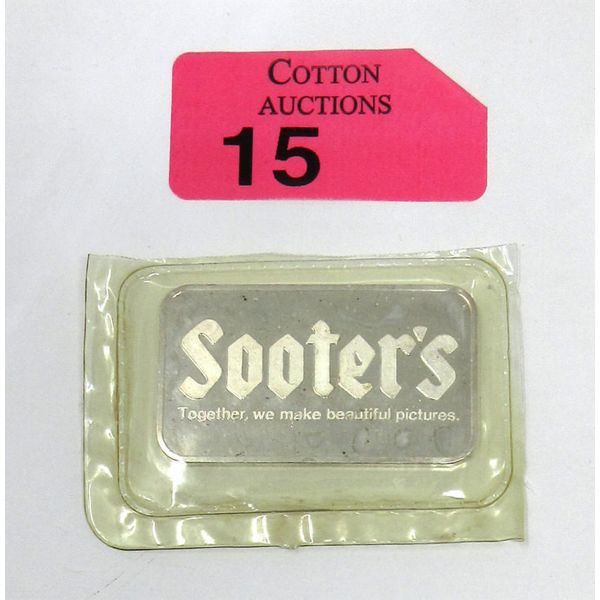 COTTON
AUCTIONS
15
Sooter's
Together, we make beautiful pictures.